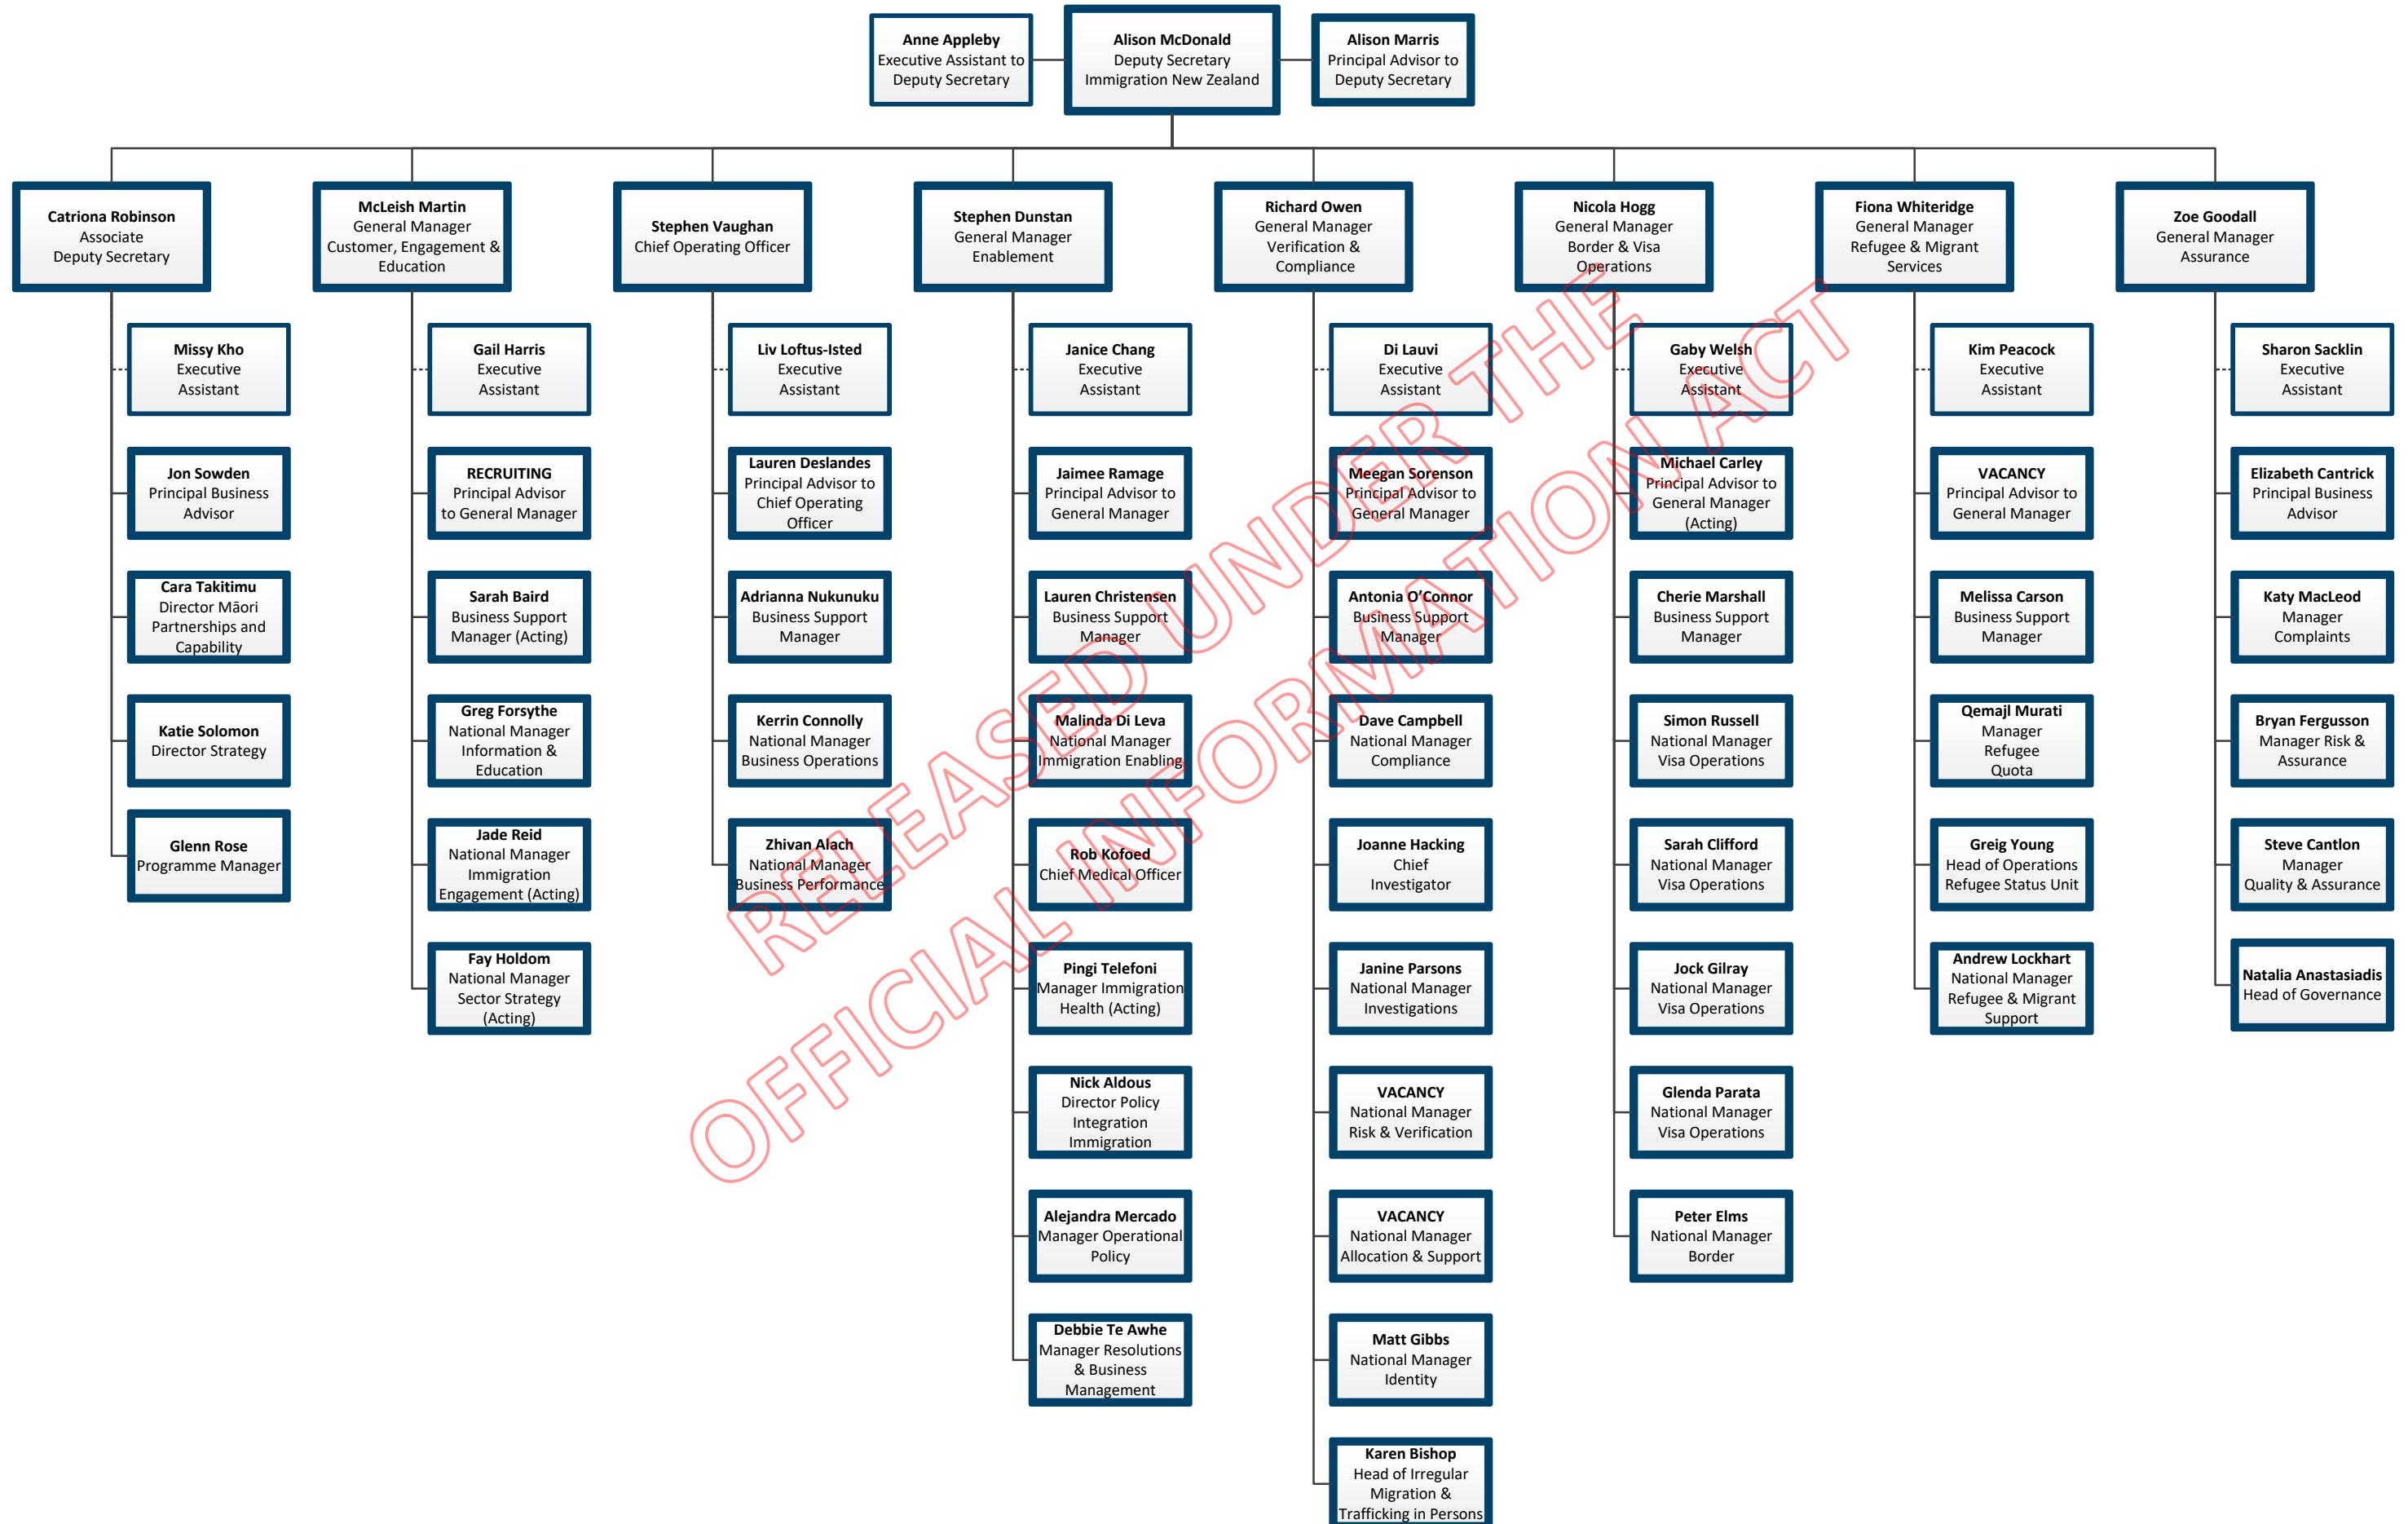 Anne Appleby
Executive Assistant to
Deputy Secretary
Alison McDonald
Deputy Secretary
Immigration New Zealand
Alison Marris
Principal Advisor to
Deputy Secretary
Catriona Robinson
Associate
Deputy Secretary
McLeish Martin
General Manager
Customer, Engagement &
Education
Stephen Vaughan
Chief Operating Officer
Stephen Dunstan
General Manager
Enablement
Richard Owen
General Manager
Verification &
Compliance
Nicola Hogg
General Manager
Border & Visa
Operations
Fiona Whiteridge
General Manager
Refugee & Migrant
Services
Zoe Goodall
General Manager
Assurance
Missy Kho
Executive
Assistant
Jon Sowden
Principal Business
Advisor
Cara Takitimu
Director Māori
Partnerships and
Capability
Katie Solomon
Director Strategy
Glenn Rose
Programme Manager
Gail Harris
Executive
Assistant
RECRUITING
Principal Advisor
to General Manager
Sarah Baird
Business Support
Manager (Acting)
Greg Forsythe
National Manager
Information &
Education
Jade Reid
National Manager
Immigration
Engagement (Acting)
Fay Holdom
National Manager
Sector Strategy
(Acting)
Liv Loftus-Isted
Executive
Assistant
Lauren Deslandes
Principal Advisor to
Chief Operating
Officer
Adrianna Nukunuku
Business Support
Manager
Kerrin Connolly
National Manager
Business Operations
Zhivan Alach
National Manager
Business Performance
Janice Chang
Executive
Assistant
Jaimee Ramage
Principal Advisor to
General Manager
Lauren Christensen
Business Support
Manager
Malinda Di Leva
National Manager
Immigration Enabling
Rob Kofoed
Chief Medical Officer
Pingi Telefoni
Manager Immigration
Health (Acting)
Nick Aldous
Director Policy
Integration
Immigration
Alejandra Mercado
Manager Operational
Policy
Debbie Te Awhe
Manager Resolutions
& Business
Management
Di Lauvi
Executive
Assistant
Meegan Sorenson
Principal Advisor to
General Manager
Antonia O’Connor
Business Support
Manager
Dave Campbell
National Manager
Compliance
Joanne Hacking
Chief
Investigator
Janine Parsons
National Manager
Investigations
VACANCY
National Manager
Risk & Verification
VACANCY
National Manager
Allocation & Support
Matt Gibbs
National Manager
Identity
Karen Bishop
Head of Irregular
Migration &
Trafficking in Persons
Gaby Welsh
Executive
Assistant
Michael Carley
Principal Advisor to
General Manager
(Acting)
Cherie Marshall
Business Support
Manager
Simon Russell
National Manager
Visa Operations
Sarah Clifford
National Manager
Visa Operations
Jock Gilray
National Manager
Visa Operations
Glenda Parata
National Manager
Visa Operations
Peter Elms
National Manager
Border
Kim Peacock
Executive
Assistant
VACANCY
Principal Advisor to
General Manager
Melissa Carson
Business Support
Manager
Qemajl Murati
Manager
Refugee
Quota
Greig Young
Head of Operations
Refugee Status Unit
Andrew Lockhart
National Manager
Refugee & Migrant
Support
Sharon Sacklin
Executive
Assistant
Elizabeth Cantrick
Principal Business
Advisor
Katy MacLeod
Manager
Complaints
Bryan Fergusson
Manager Risk &
Assurance
Steve Cantlon
Manager
Quality & Assurance
Natalia Anastasiadis
Head of Governance
RELEASED UNDER THE
OFFICIAL INFORMATION ACT